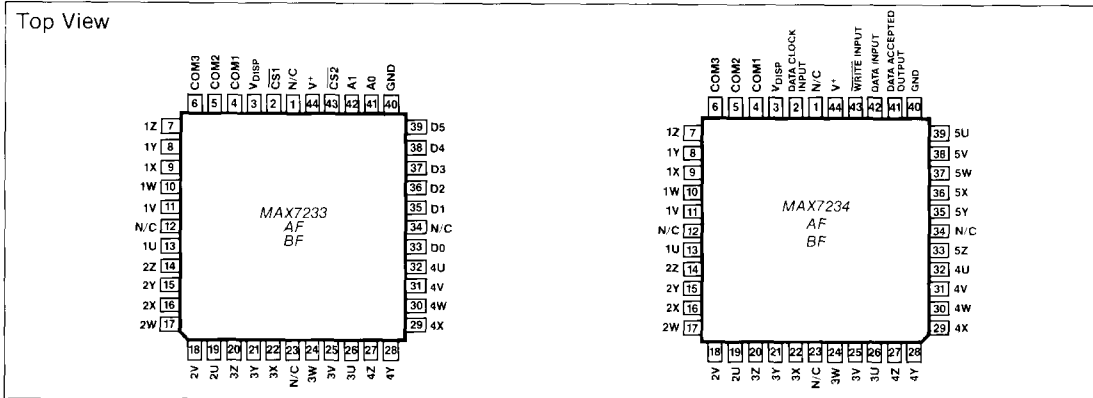 Top View
COM3
COM2
COM1
VDISP
CS1
N/C
V+
CS2
A1
A0
GND
6 5 4 3 2 1 44 43 42 41 40
1Z 7
1Y 8
1X 9
1W 10
1V 11
N/C 12
1U 13
2Z 14
2Y 15
2X 16
2W 17
MAX7233
AF
BF
39 D5
38 D4
37 D3
36 D2
35 D1
34 N/C
33 D0
32 4U
31 4V
30 4W
29 4X
18 19 20 21 22 23 24 25 26 27 28
2V
2U
3Z
3Y
3X
N/C
3W
3V
3U
4Z
4Y
COM3
COM2
COM1
VDISP
DATA CLOCK
INPUT
N/C
V+
WRITE INPUT
DATA INPUT
DATA ACCEPTED
OUTPUT
GND
6 5 4 3 2 1 44 43 42 41 40
1Z 7
1Y 8
1X 9
1W 10
1V 11
N/C 12
1U 13
2Z 14
2Y 15
2X 16
2W 17
MAX7234
AF
BF
39 5U
38 5V
37 5W
36 5X
35 5Y
34 N/C
33 5Z
32 4U
31 4V
30 4W
29 4X
18 19 20 21 22 23 24 25 26 27 28
2V
2U
3Z
3Y
3X
N/C
3W
3V
3U
4Z
4Y